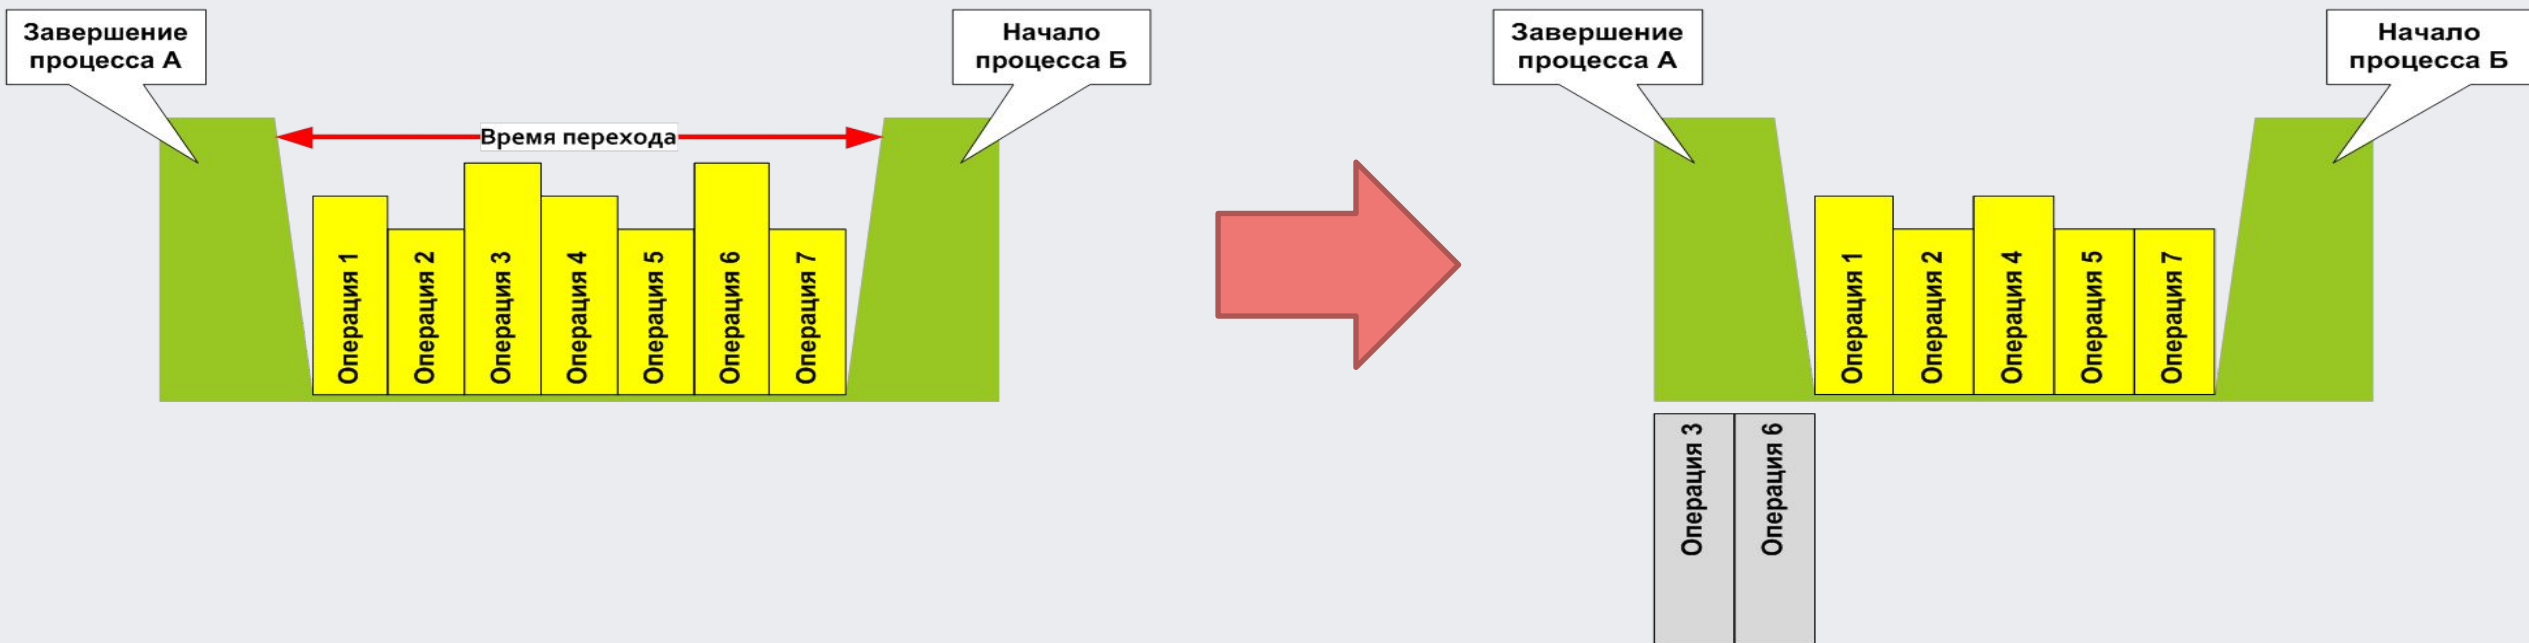 Завершение
процесса А
Начало
процесса Б
Время перехода
Операция 1
Операция 2
Операция 3
Операция 4
Операция 5
Операция 6
Операция 7
Завершение
процесса А
Начало
процесса Б
Операция 1
Операция 2
Операция 4
Операция 5
Операция 7
Операция 3
Операция 6